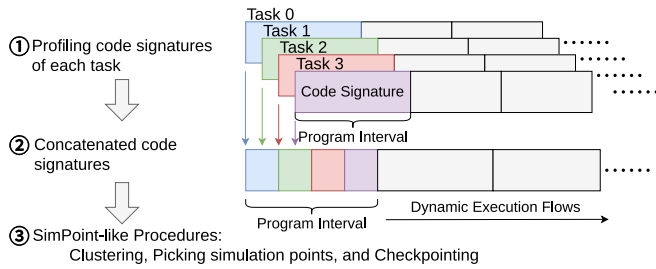 Task 0
Task 1
Task 2
Task 3
① Profiling code signatures
of each task
Code Signature
Program Interval
② Concatenated code
signatures
Program Interval
Dynamic Execution Flows
③ SimPoint-like Procedures:
Clustering, Picking simulation points, and Checkpointing